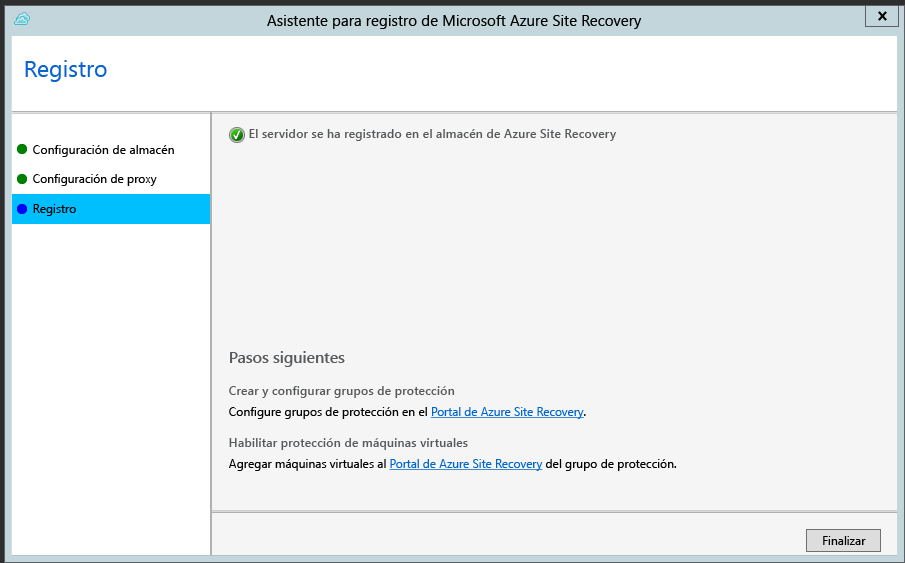 Asistente para registro de Microsoft Azure Site Recovery
Registro
Configuración de almacén
Configuración de proxy
Registro
El servidor se ha registrado en el almacén de Azure Site Recovery
Pasos siguientes
Crear y configurar grupos de protección
Configure grupos de protección en el Portal de Azure Site Recovery.
Habilitar protección de máquinas virtuales
Agregar máquinas virtuales al Portal de Azure Site Recovery del grupo de protección.
Finalizar